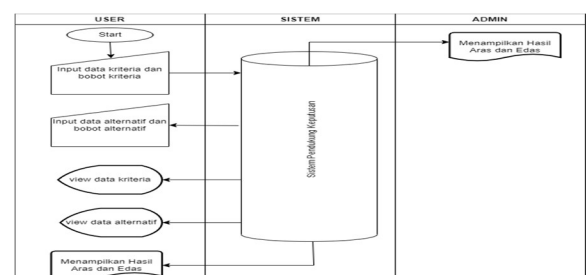 USER
SISTEM
ADMIN
Start
Menampilkan Hasil
Aras dan Edas
Input data kriteria dan
bobot kriteria
Input data alternatif dan
bobot alternatif
Sistem Pendukung Keputusan
view data kriteria
view data alternatif
Menampilkan Hasil
Aras dan Edas